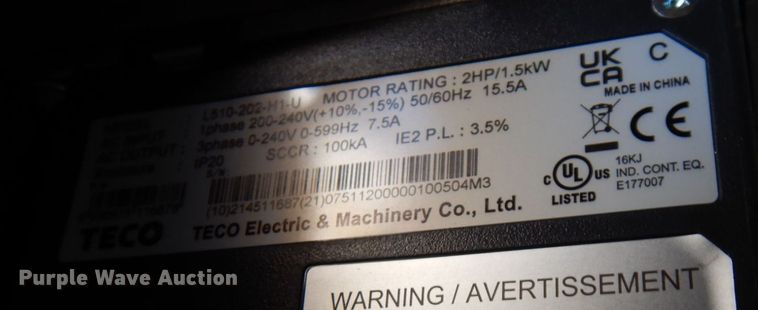 L510-202-H1-U MOTOR RATING : 2HP/1.5kW
1phase 200-240V(+10%,-15%) 50/60Hz 15.5A
OUTPUT : 3phase 0-240V 0-599Hz 7.5A
IP20 SCCR : 100kA IE2 P.L. : 3.5%
S/N
(10)214511687(21)07511200000100504M3
TECO TECO Electric & Machinery Co., Ltd.
UK CA C
MADE IN CHINA
CE
C UL US LISTED
16KJ
IND. CONT. EQ.
E177007
WARNING / AVERTISSEMENT
Purple Wave Auction